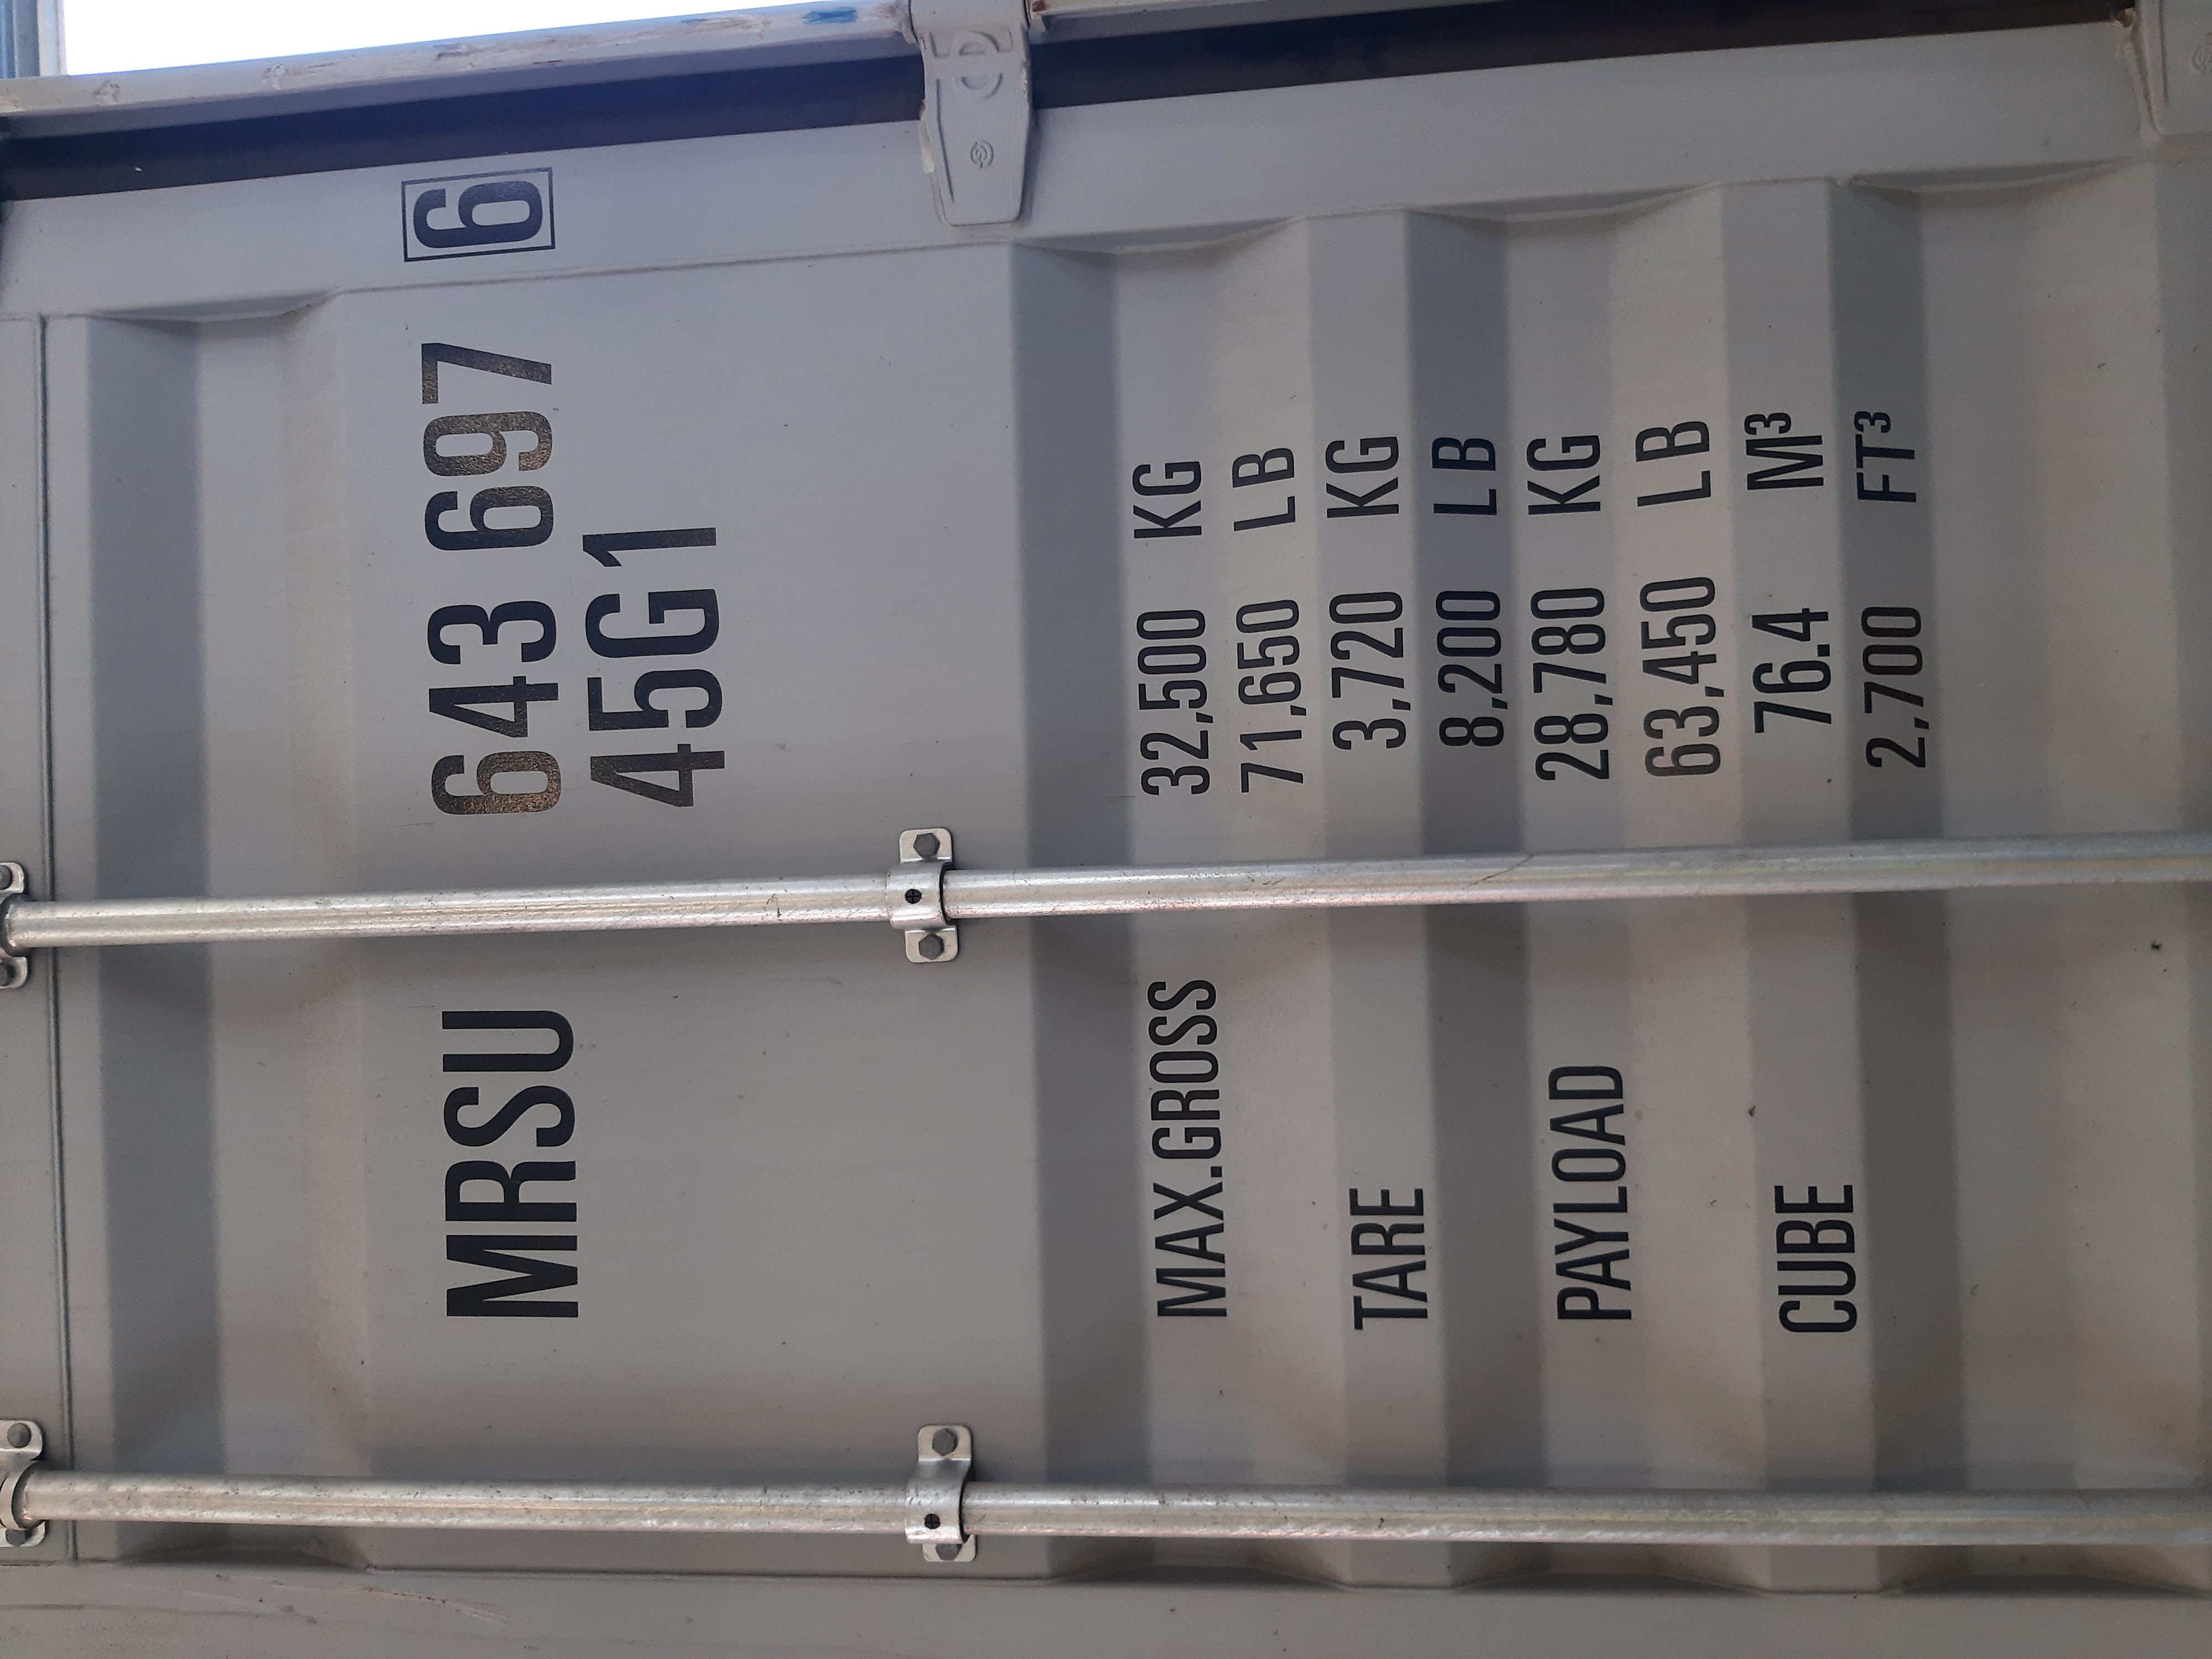 MRSU 643 697 6
45G1
MAX.GROSS 32,500 KG
71,650 LB
TARE 3,720 KG
8,200 LB
PAYLOAD 28,780 KG
63,450 LB
CUBE 76.4 M³
2,700 FT³